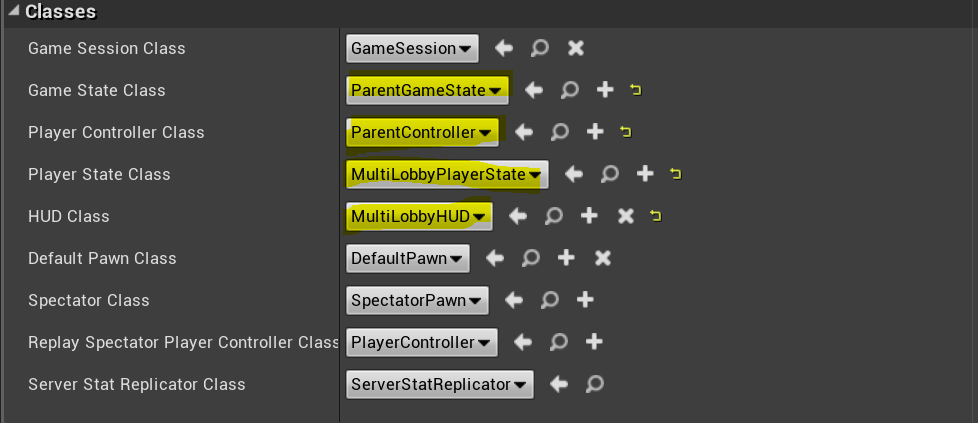 Classes
Game Session Class GameSession
Game State Class ParentGameState
Player Controller Class ParentController
Player State Class MultiLobbyPlayerState
HUD Class MultiLobbyHUD
Default Pawn Class DefaultPawn
Spectator Class SpectatorPawn
Replay Spectator Player Controller Class PlayerController
Server Stat Replicator Class ServerStatReplicator